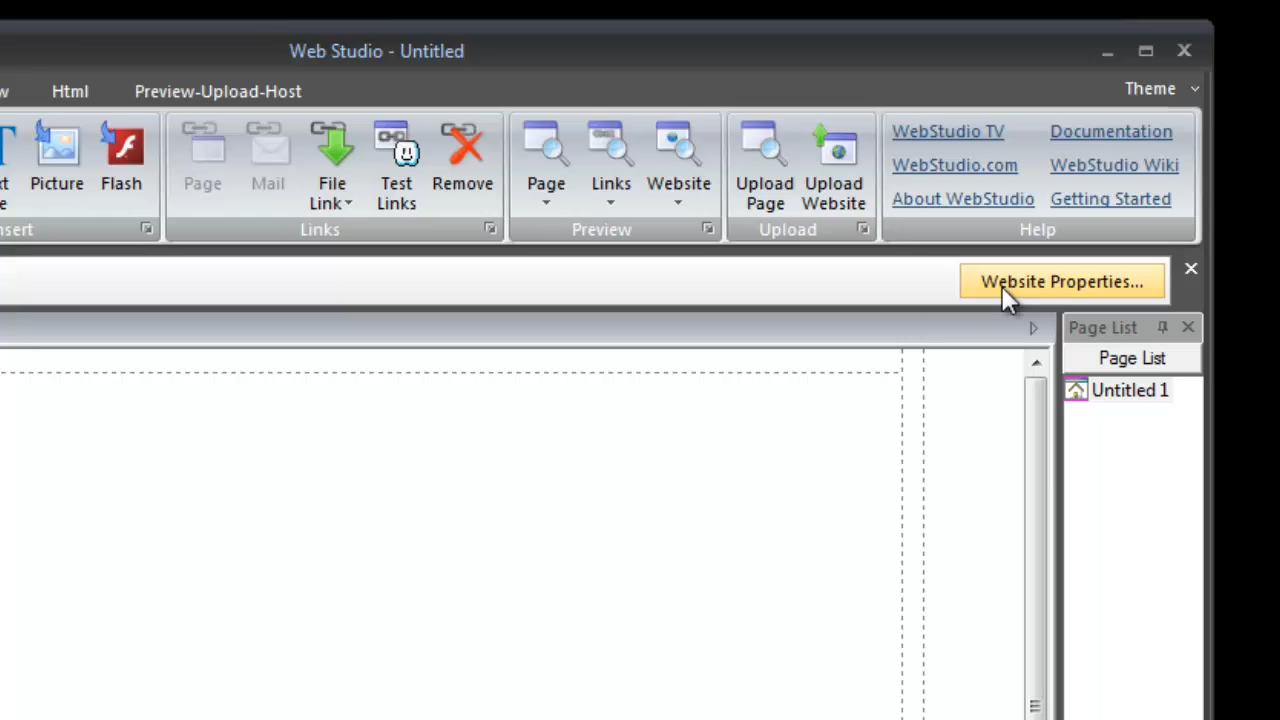 Web Studio - Untitled
Html Preview-Upload-Host Theme
Picture Flash Page Mail File Link Test Links Remove Page Links Website Upload Page Upload Website
WebStudio TV Documentation
WebStudio.com WebStudio Wiki
About WebStudio Getting Started
Links Preview Upload Help
Website Properties...
Page List
Page List
Untitled 1